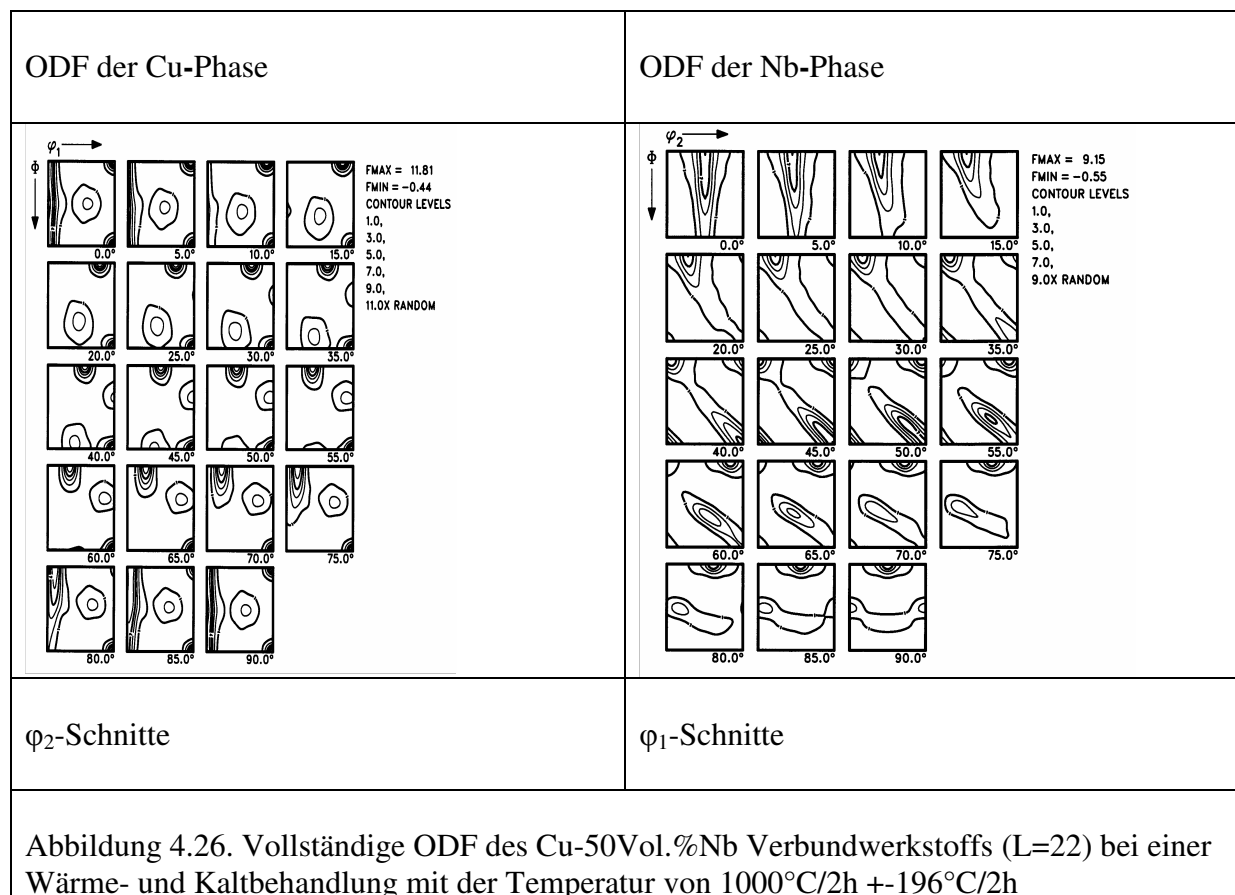 ODF der Cu-Phase
ODF der Nb-Phase
φ1
Φ
FMAX = 11.81
FMIN = -0.44
CONTOUR LEVELS
1.0,
3.0,
5.0,
7.0,
9.0,
11.0X RANDOM
0.0° 5.0° 10.0° 15.0°
20.0° 25.0° 30.0° 35.0°
40.0° 45.0° 50.0° 55.0°
60.0° 65.0° 70.0° 75.0°
80.0° 85.0° 90.0°
φ2
Φ
FMAX = 9.15
FMIN = -0.55
CONTOUR LEVELS
1.0,
3.0,
5.0,
7.0,
9.0X RANDOM
0.0° 5.0° 10.0° 15.0°
20.0° 25.0° 30.0° 35.0°
40.0° 45.0° 50.0° 55.0°
60.0° 65.0° 70.0° 75.0°
80.0° 85.0° 90.0°
φ2-Schnitte
φ1-Schnitte
Abbildung 4.26. Vollständige ODF des Cu-50Vol.%Nb Verbundwerkstoffs (L=22) bei einer
Wärme- und Kaltbehandlung mit der Temperatur von 1000°C/2h +-196°C/2h